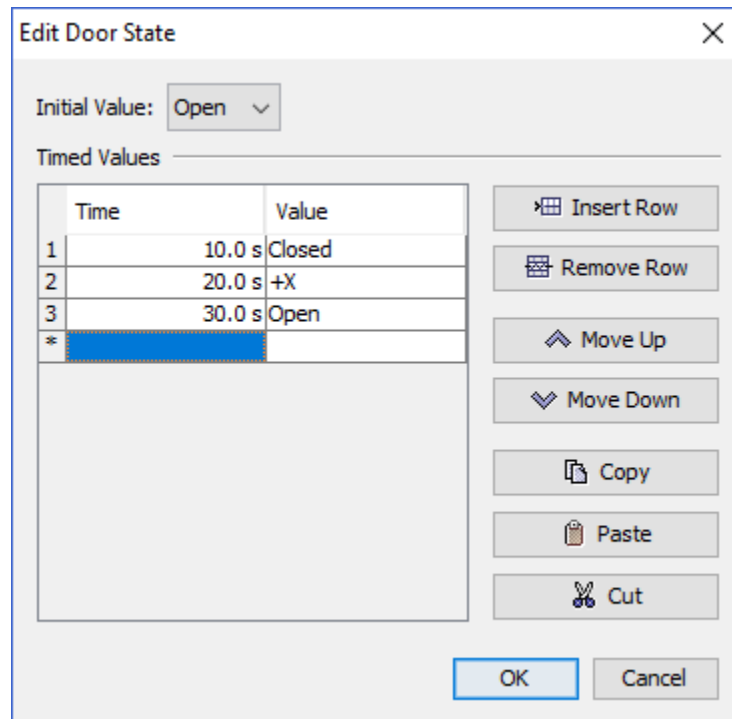 Edit Door State
Initial Value: Open
Timed Values
Time Value
1 10.0 s Closed
2 20.0 s +X
3 30.0 s Open
*
Insert Row
Remove Row
Move Up
Move Down
Copy
Paste
Cut
OK Cancel